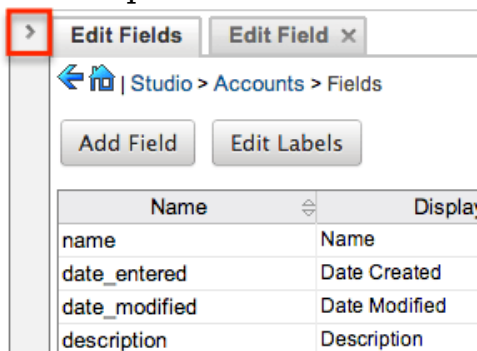 Edit Fields Edit Field ×
| Studio > Accounts > Fields
Add Field Edit Labels
Name
name Name
date_entered Date Created
date_modified Date Modified
description Description